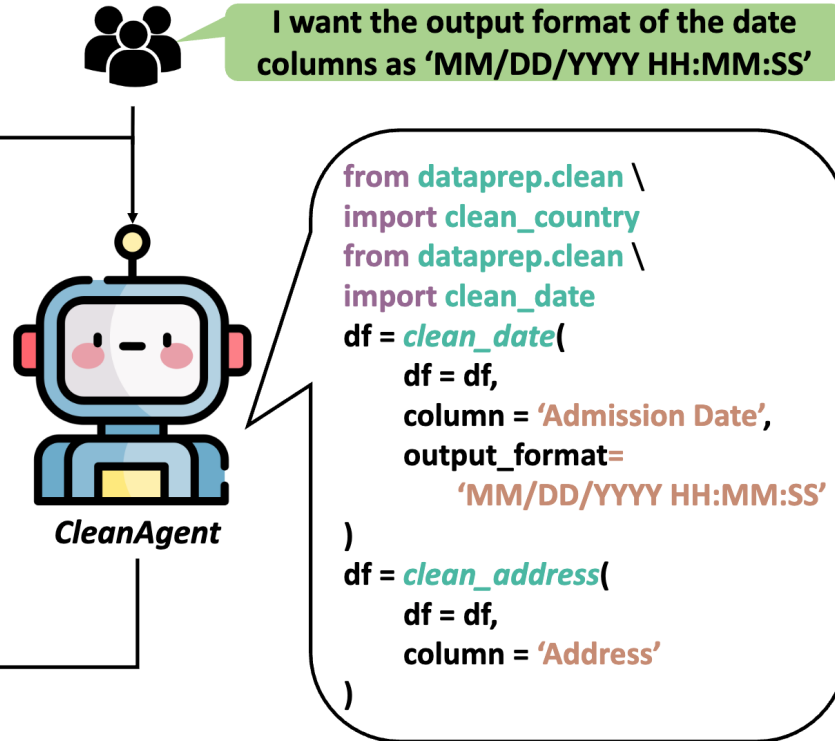 I want the output format of the date
columns as ‘MM/DD/YYYY HH:MM:SS’
from dataprep.clean \
import clean_country
from dataprep.clean \
import clean_date
df = clean_date(
df = df,
column = ‘Admission Date’,
output_format=
‘MM/DD/YYYY HH:MM:SS’
)
df = clean_address(
df = df,
column = ‘Address’
)
CleanAgent